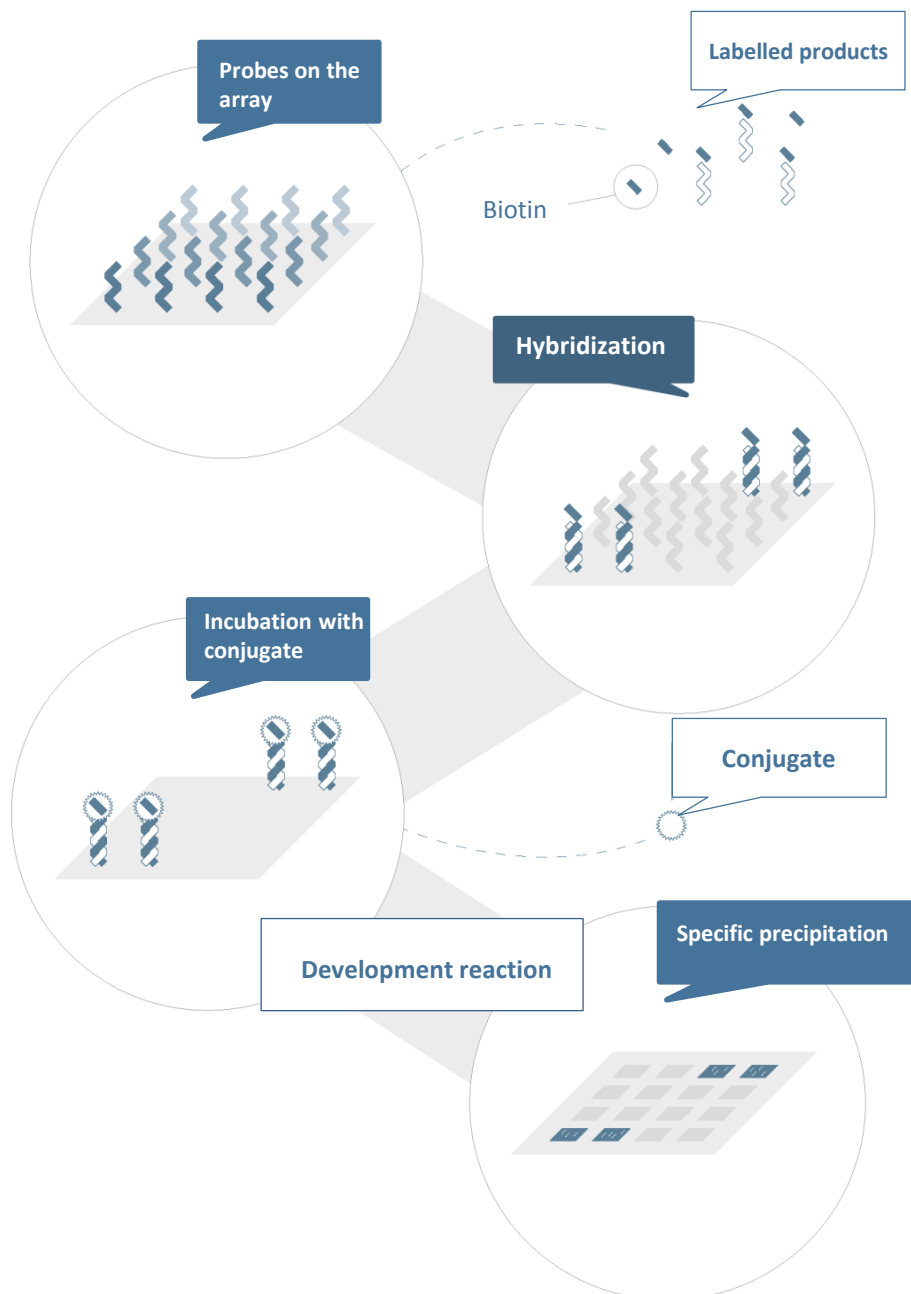 Labelled products
Probes on the
array
Biotin
Hybridization
Incubation with
conjugate
Conjugate
Specific precipitation
Development reaction